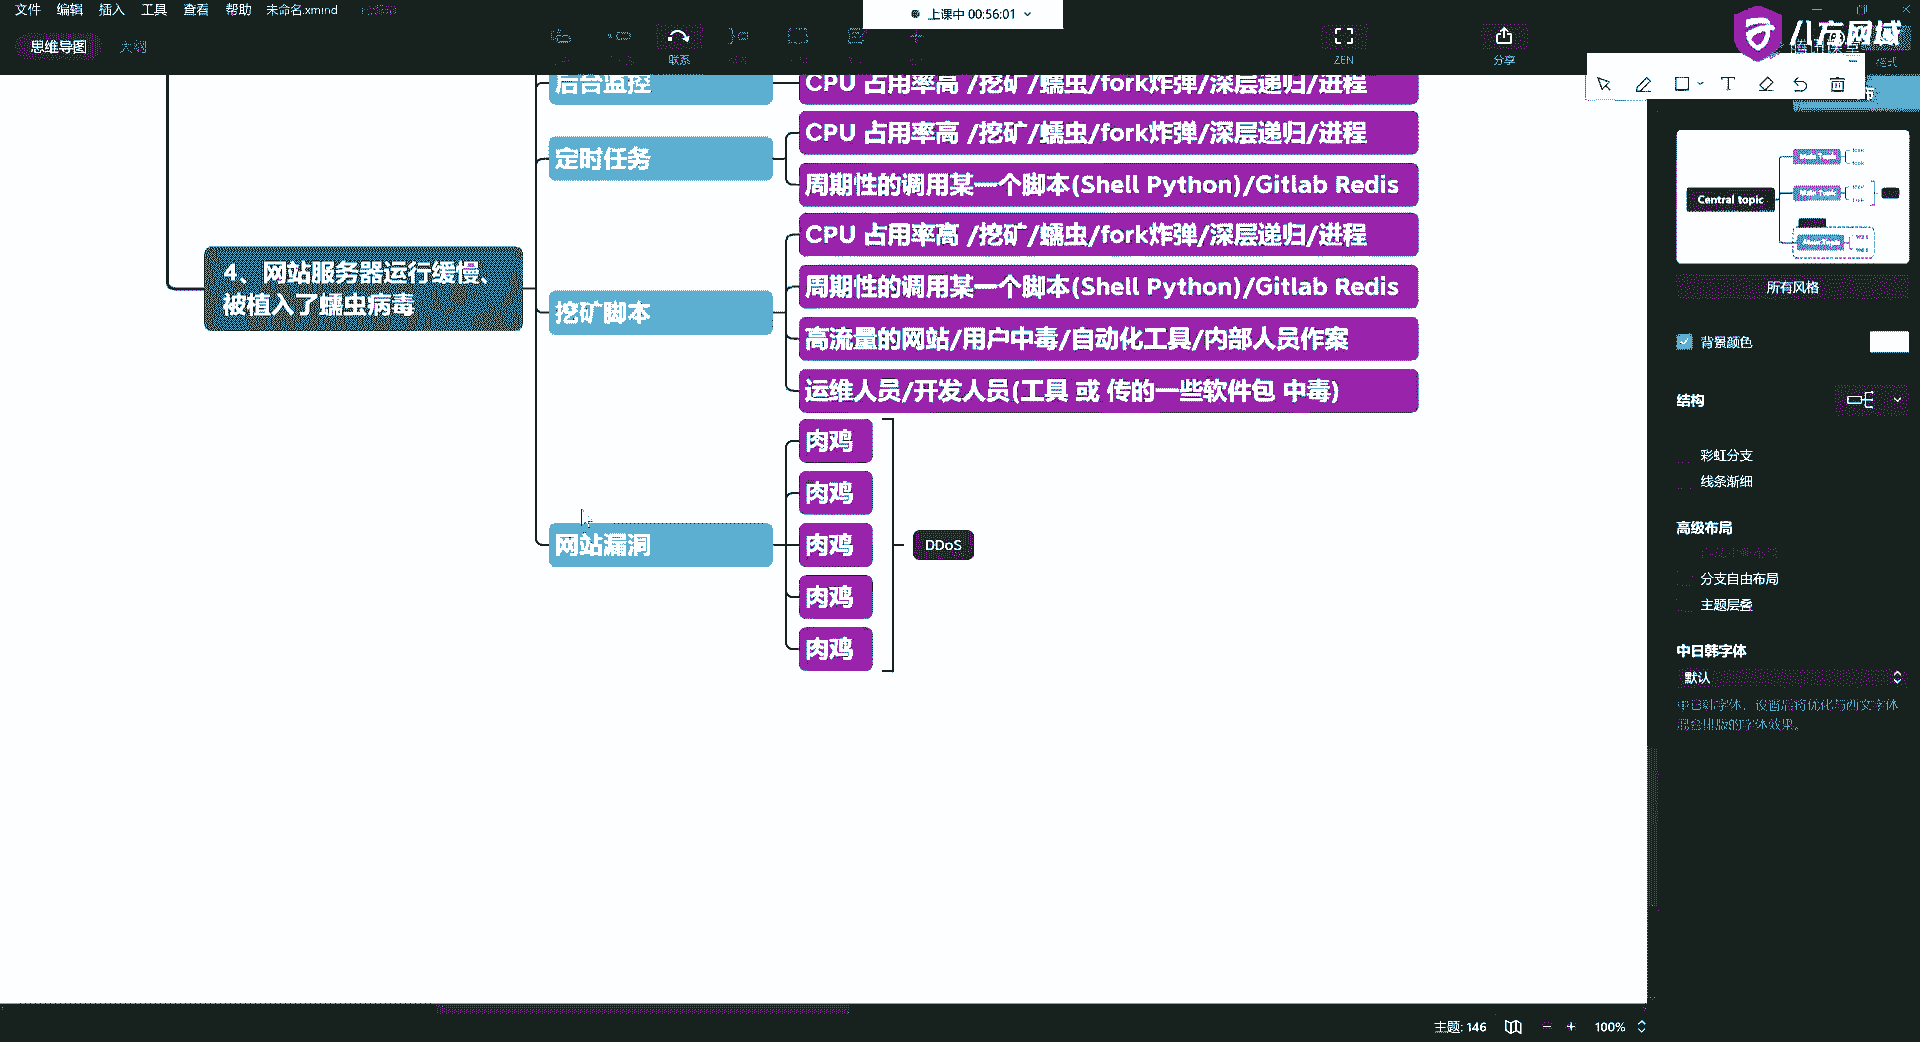 文件 编辑 插入 工具 查看 帮助 未命名.xmind
上课中 00:56:01
八方网域
思维导图 大纲
联系
ZEN
分享
格式
后台监控
CPU 占用率高 /挖矿/蠕虫/fork炸弹/深层递归/进程
定时任务
CPU 占用率高 /挖矿/蠕虫/fork炸弹/深层递归/进程
周期性的调用某一个脚本(Shell Python)/Gitlab Redis
4、网站服务器运行缓慢、
被植入了蠕虫病毒
挖矿脚本
CPU 占用率高 /挖矿/蠕虫/fork炸弹/深层递归/进程
周期性的调用某一个脚本(Shell Python)/Gitlab Redis
高流量的网站/用户中毒/自动化工具/内部人员作案
运维人员/开发人员(工具 或 传的一些软件包 中毒)
网站漏洞
肉鸡
肉鸡
肉鸡
肉鸡
肉鸡
DDoS
Central topic
所有风格
背景颜色
结构
彩虹分支
线条渐细
高级布局
分支自由布局
主题层叠
中日韩字体
默认
中日韩字体，设置后将优化与西文字体
混合排版的字体效果。
主题: 146
100%